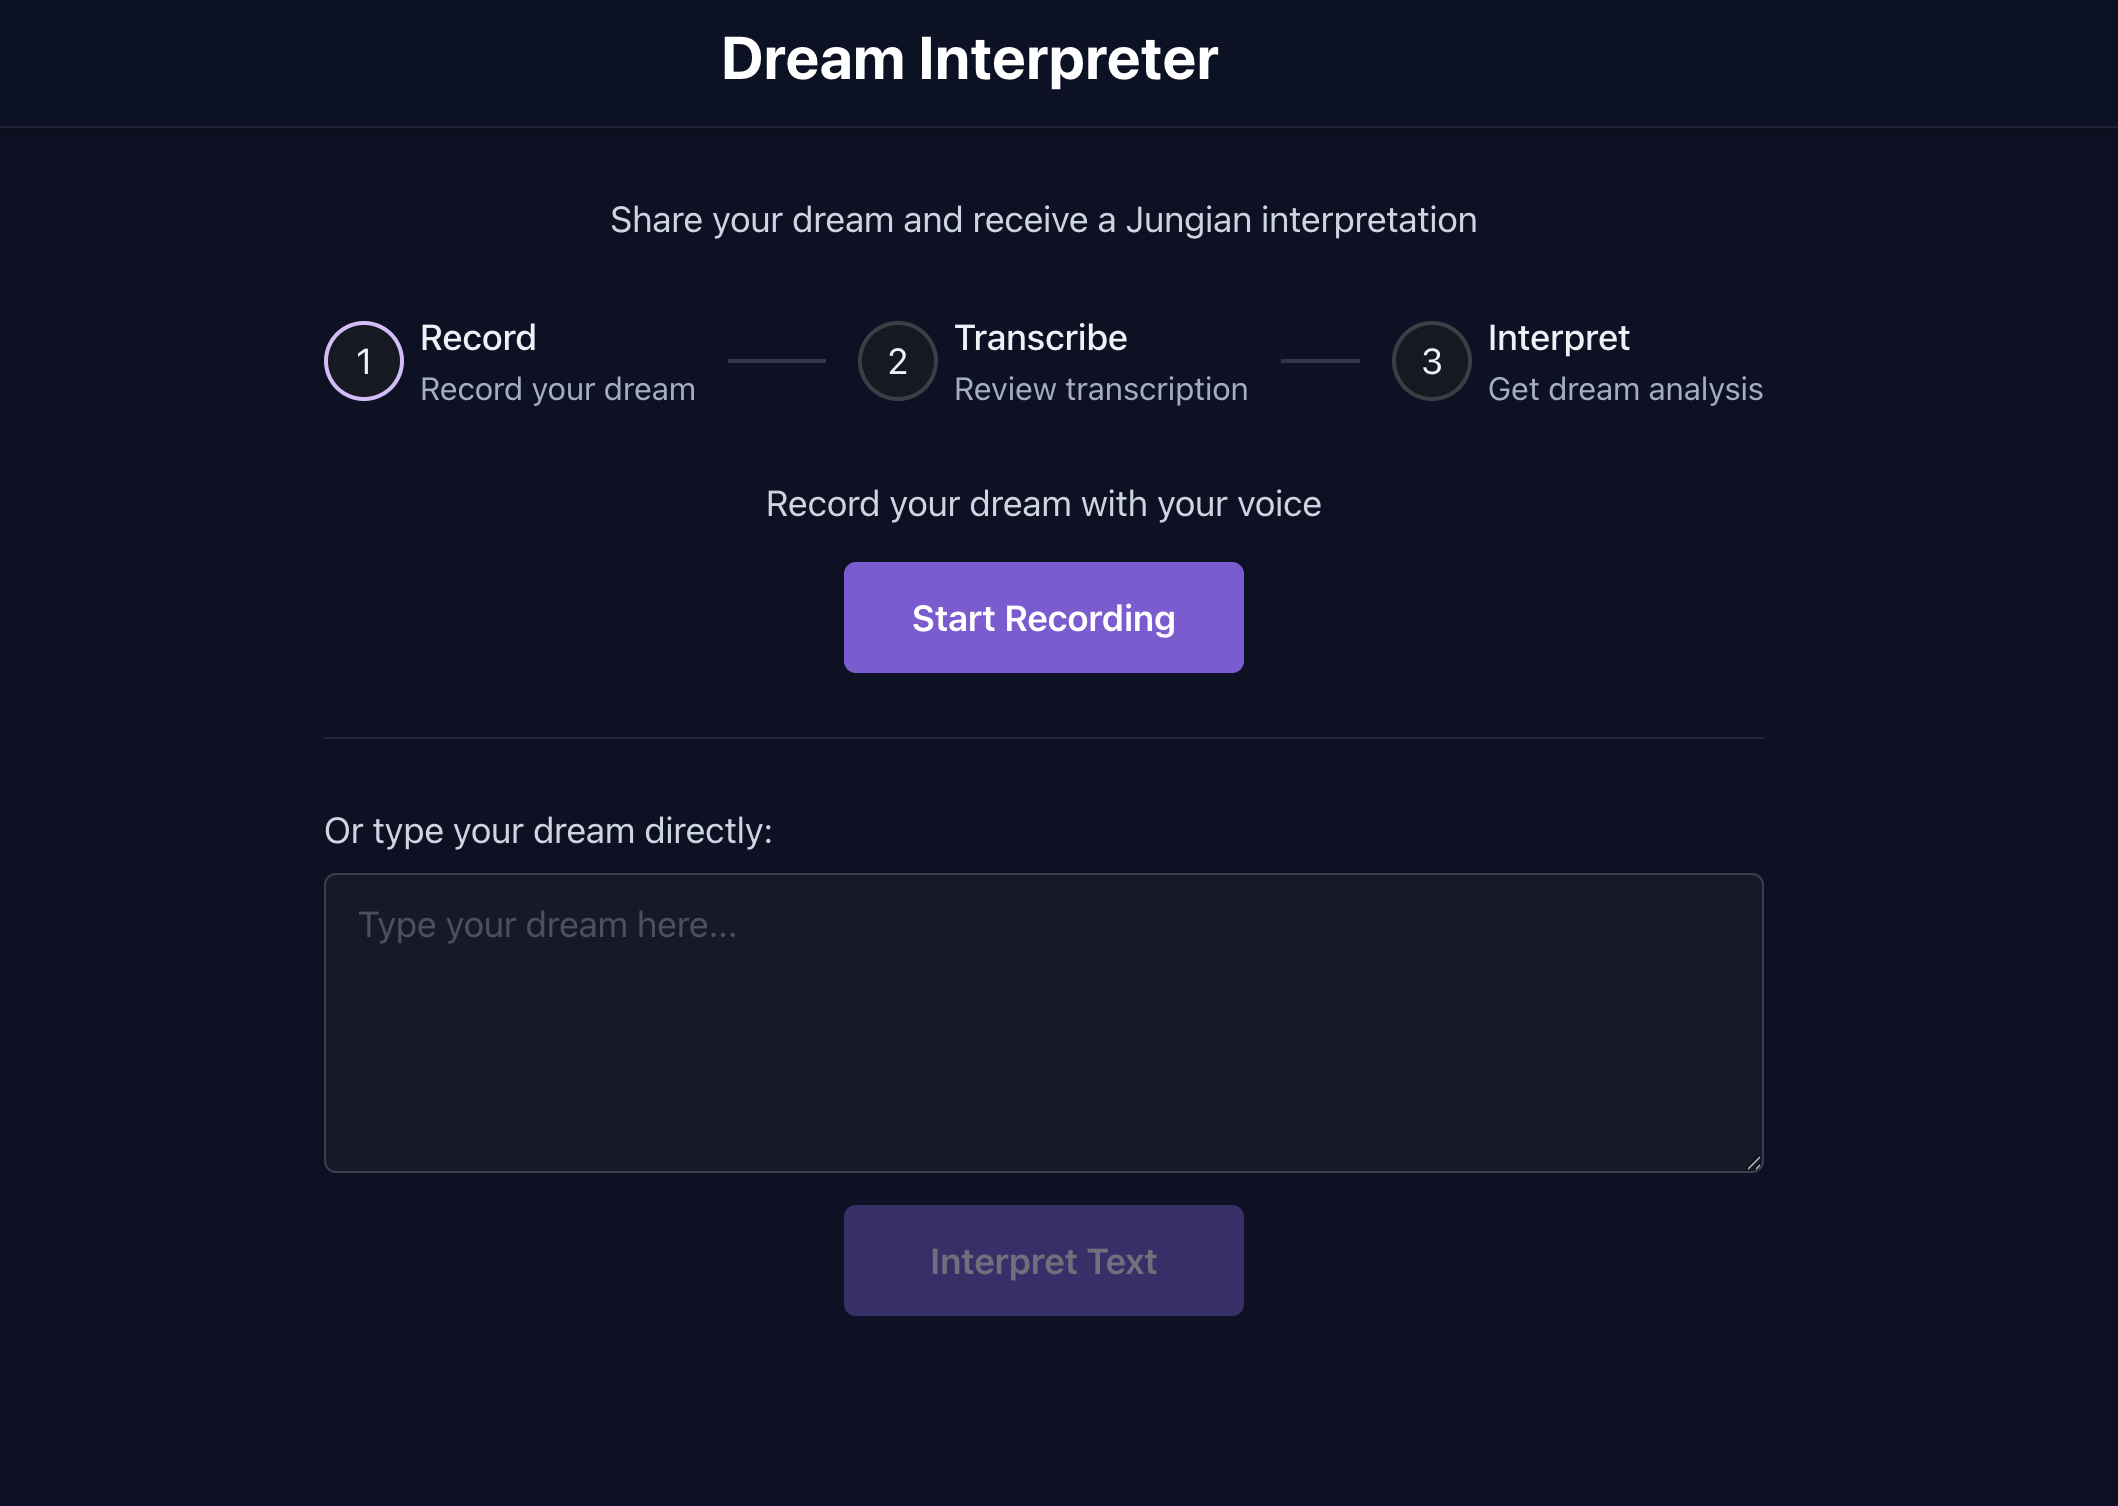 Dream Interpreter
Share your dream and receive a Jungian interpretation
1
Record
Record your dream
2
Transcribe
Review transcription
3
Interpret
Get dream analysis
Record your dream with your voice
Start Recording
Or type your dream directly:
Type your dream here...
Interpret Text